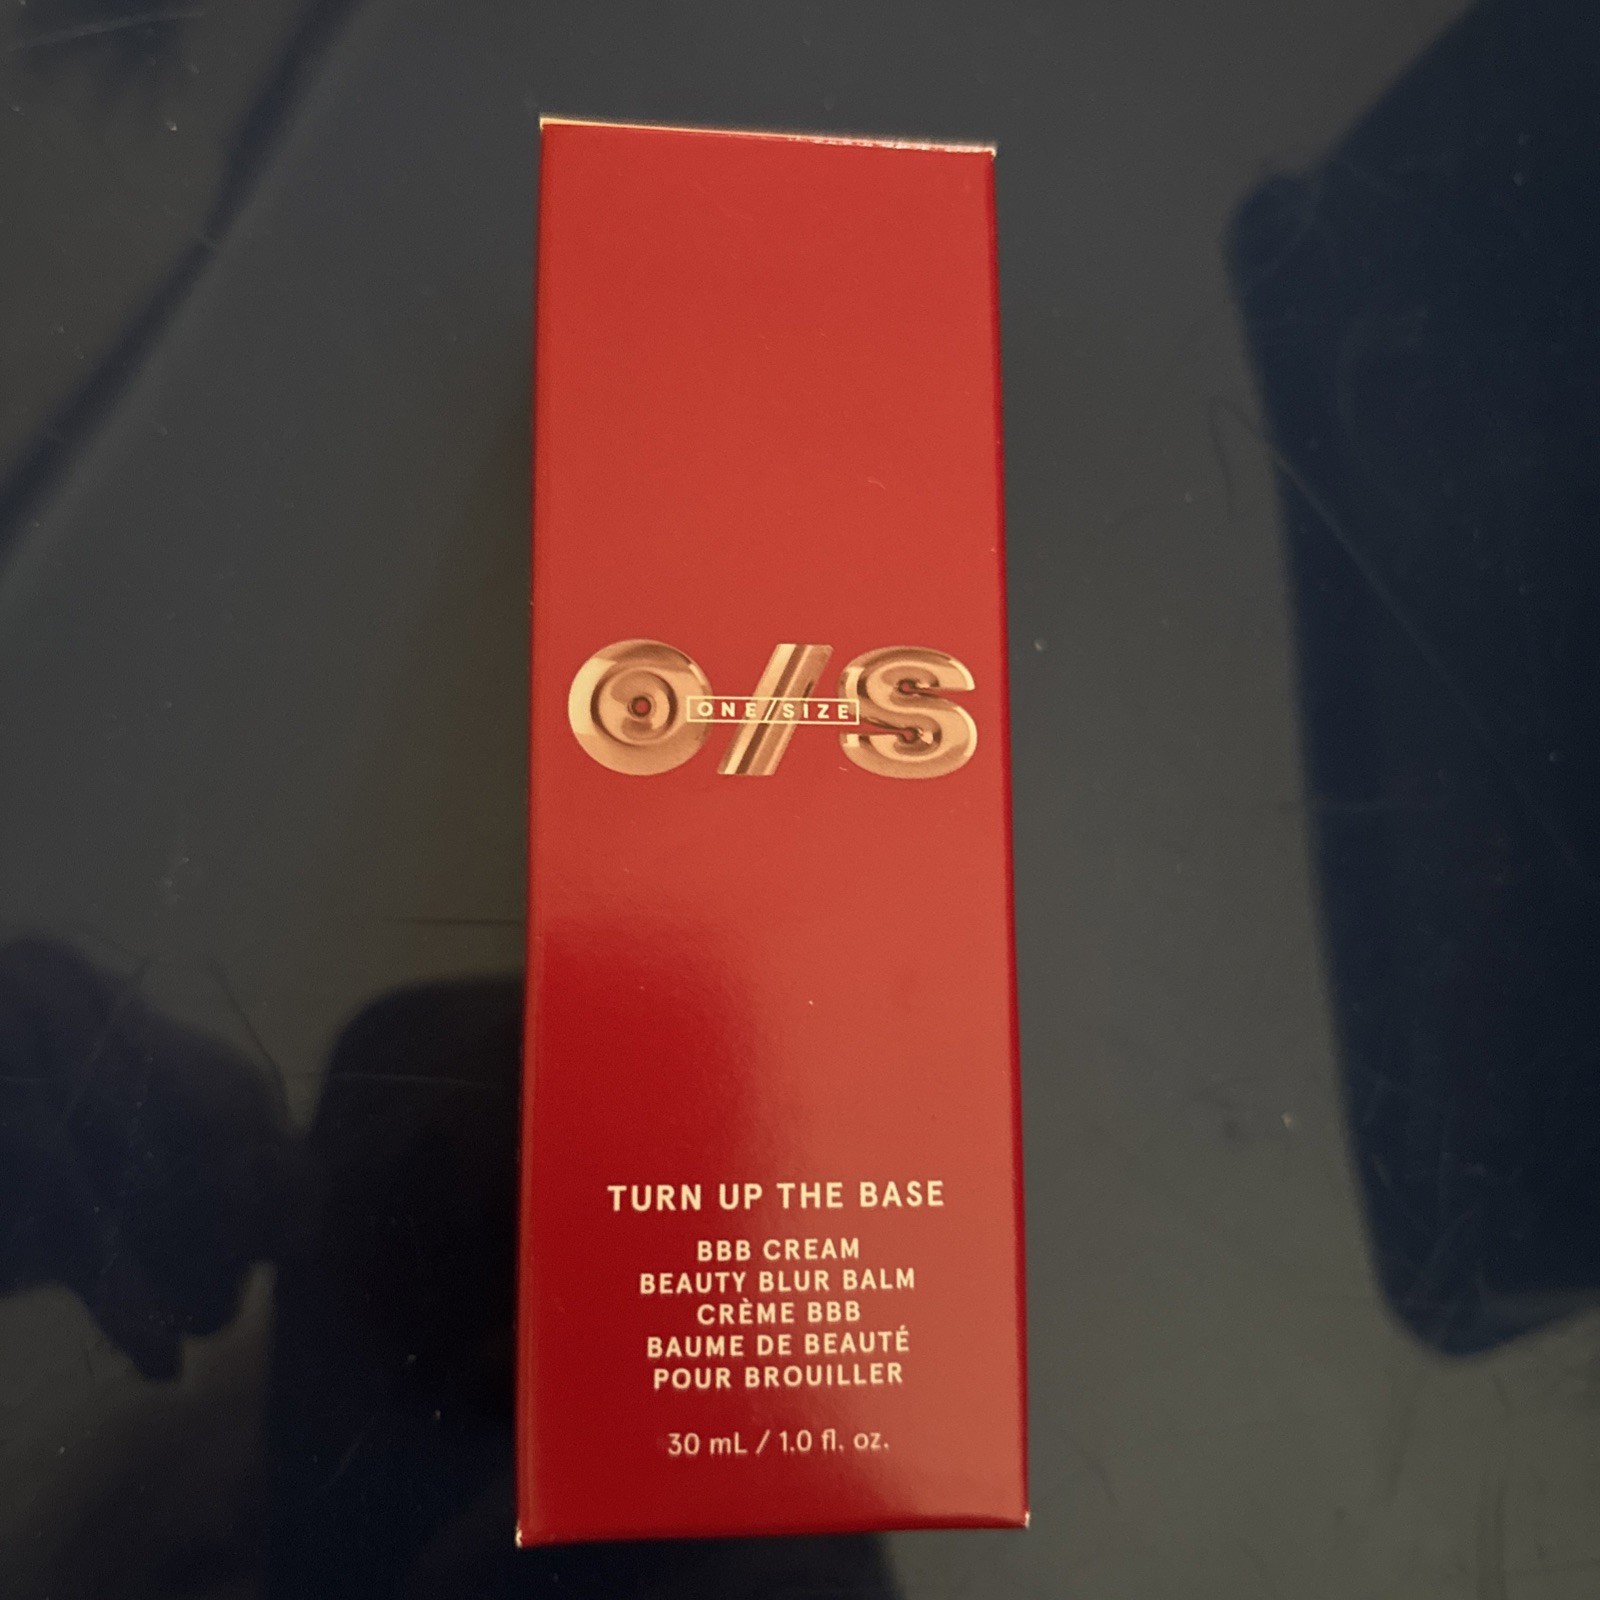 O/S
ONE/SIZE
TURN UP THE BASE
BBB CREAM
BEAUTY BLUR BALM
CRÈME BBB
BAUME DE BEAUTÉ
POUR BROUILLER
30 mL / 1.0 fl. oz.